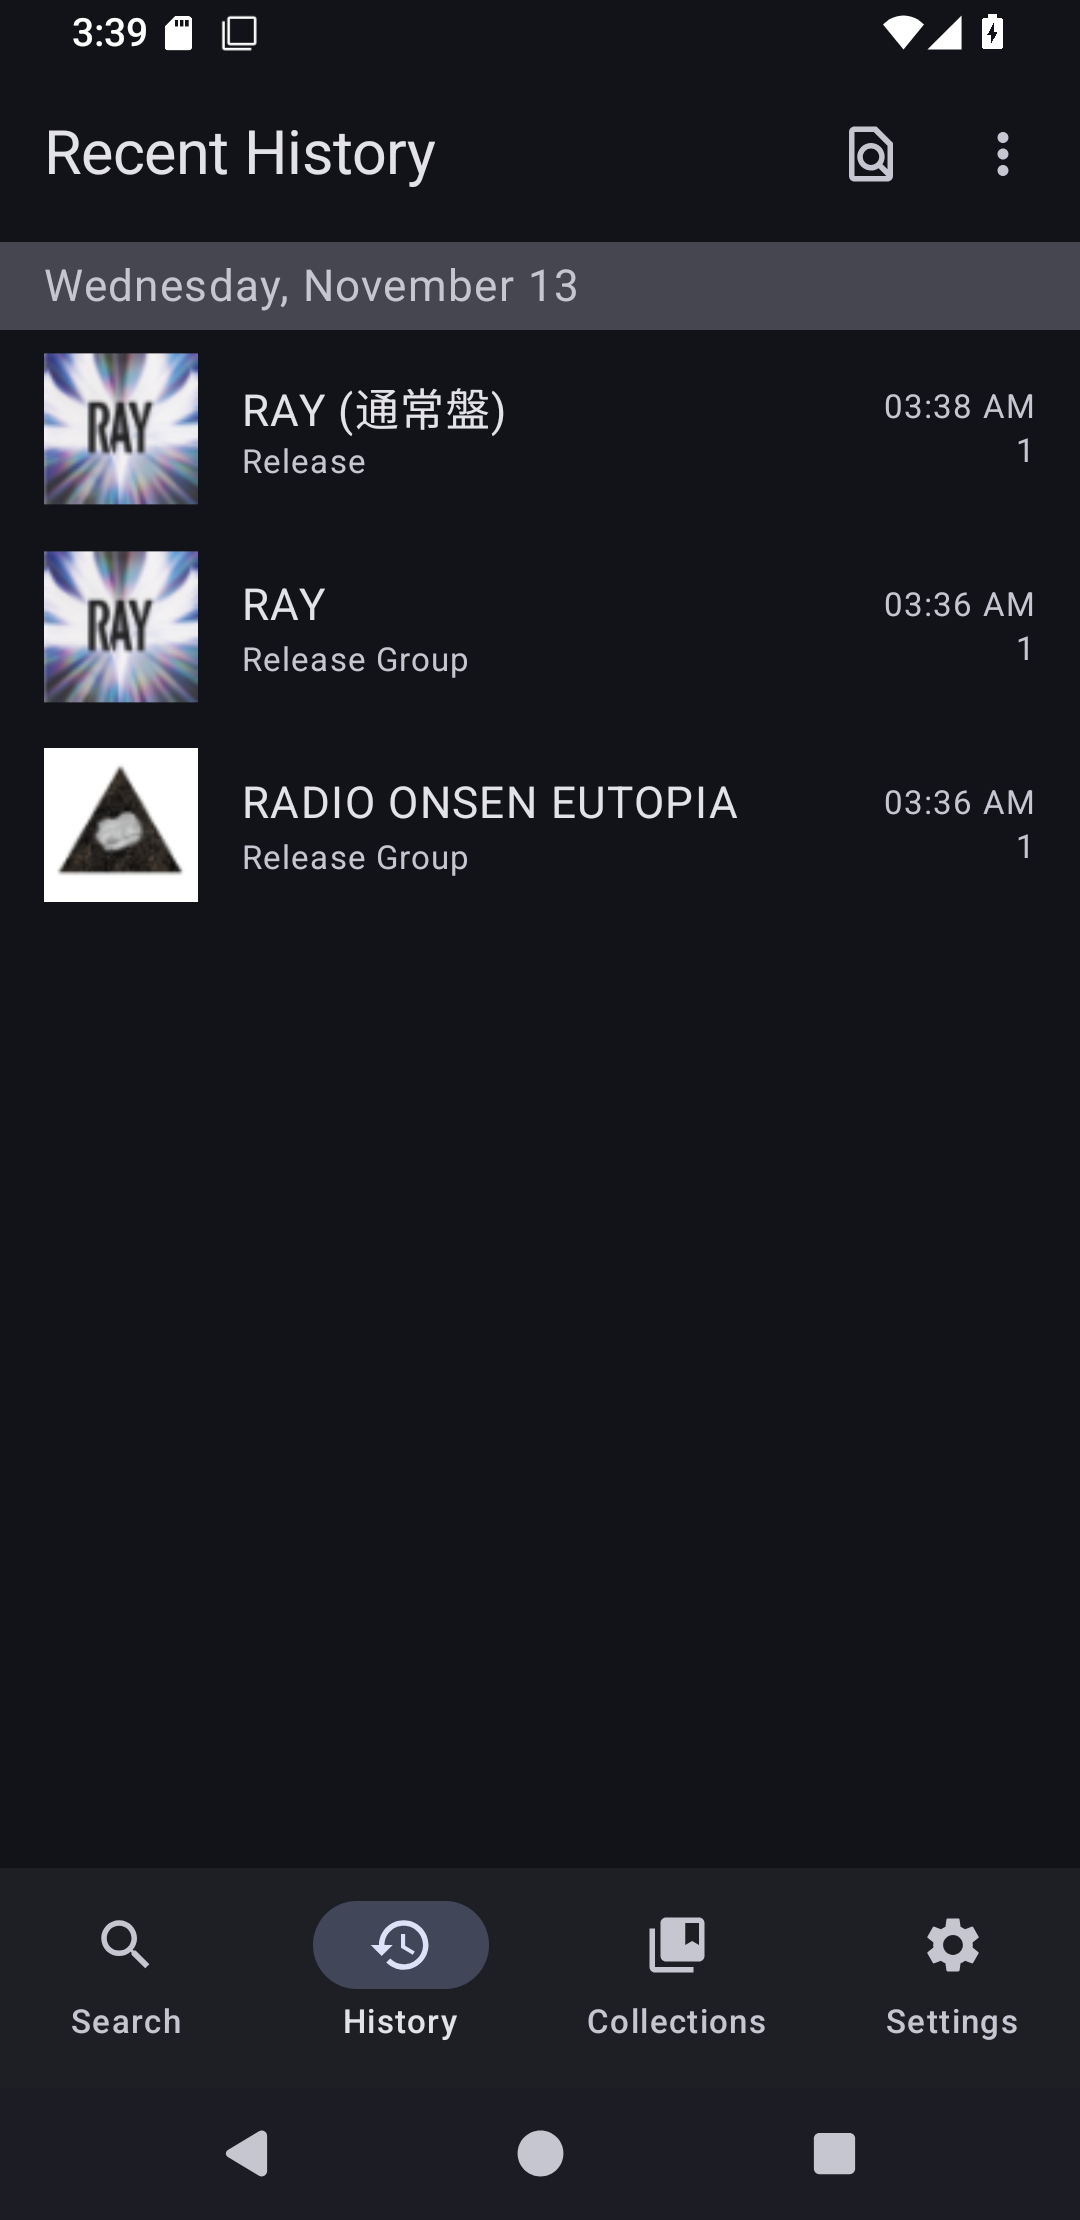 3:39
Recent History
Wednesday, November 13
RAY
RAY (通常盤)
03:38 AM
Release
1
RAY
RAY
03:36 AM
Release Group
1
RADIO ONSEN EUTOPIA
03:36 AM
Release Group
1
Search
History
Collections
Settings